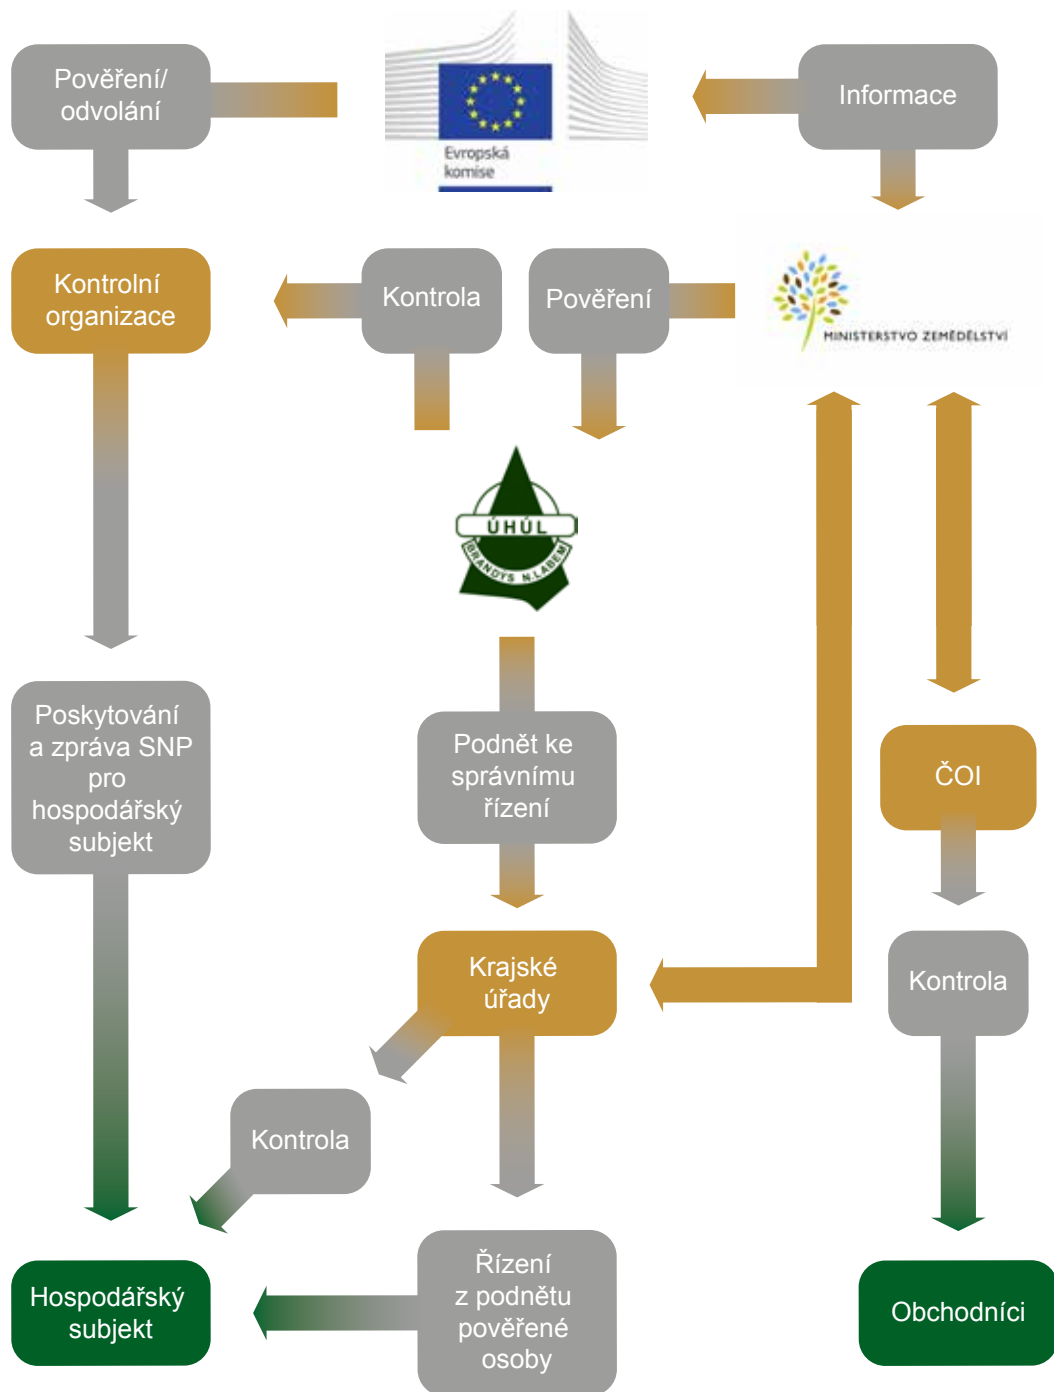 Pověření/
odvolání
Evropská
komise
Informace
Kontrolní
organizace
Kontrola
Pověření
MINISTERSTVO ZEMĚDĚLSTVÍ
ÚHÚL
BRANDÝS N.LABEM
Poskytování
a zpráva SNP
pro
hospodářský
subjekt
Podnět ke
správnímu
řízení
ČOI
Krajské
úřady
Kontrola
Kontrola
Hospodářský
subjekt
Řízení
z podnětu
pověřené
osoby
Obchodníci